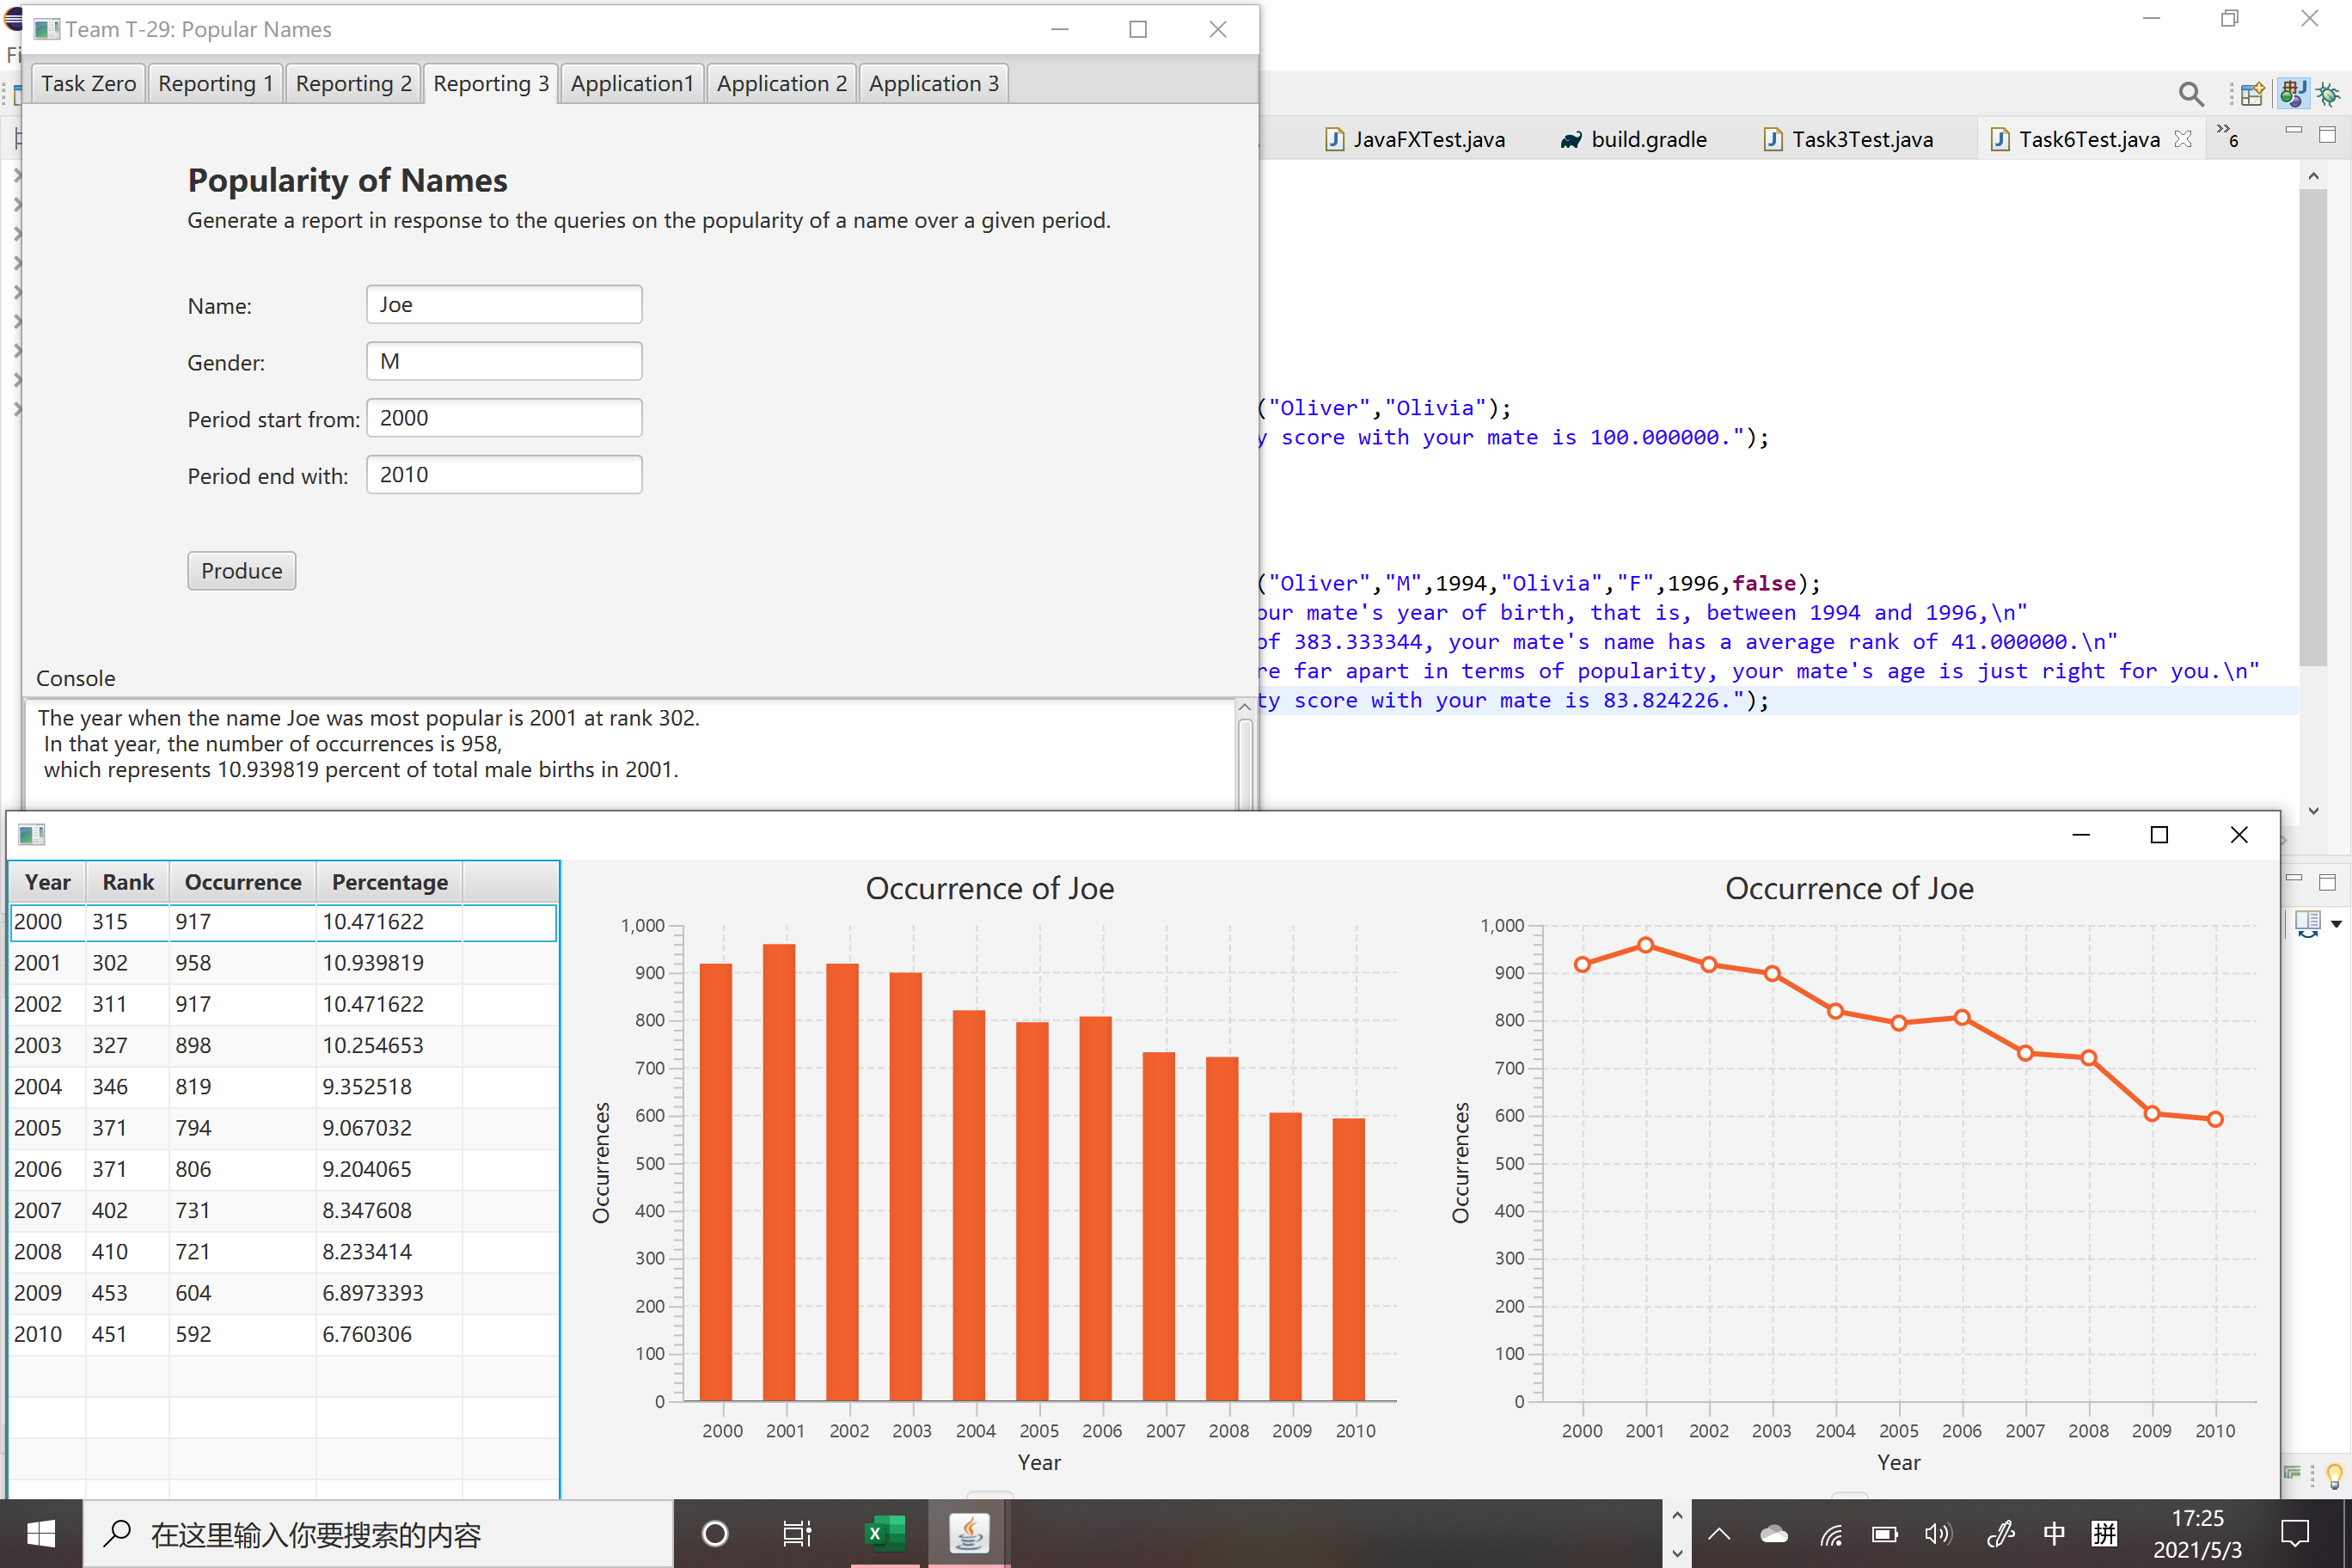 Team T-29: Popular Names
Fi
Task Zero
Reporting 1
Reporting 2
Reporting 3
Application1
Application 2
Application 3
Popularity of Names
Generate a report in response to the queries on the popularity of a name over a given period.
Name:
Joe
Gender:
M
Period start from:
2000
Period end with:
2010
Produce
Console
The year when the name Joe was most popular is 2001 at rank 302.
In that year, the number of occurrences is 958,
which represents 10.939819 percent of total male births in 2001.
JavaFXTest.java
build.gradle
Task3Test.java
Task6Test.java
6
("Oliver","Olivia");
y score with your mate is 100.000000.");
("Oliver","M",1994,"Olivia","F",1996,false);
our mate's year of birth, that is, between 1994 and 1996,\n"
of 383.333344, your mate's name has a average rank of 41.000000.\n"
re far apart in terms of popularity, your mate's age is just right for you.\n"
ty score with your mate is 83.824226.");
Year Rank Occurrence Percentage
2000 315 917 10.471622
2001 302 958 10.939819
2002 311 917 10.471622
2003 327 898 10.254653
2004 346 819 9.352518
2005 371 794 9.067032
2006 371 806 9.204065
2007 402 731 8.347608
2008 410 721 8.233414
2009 453 604 6.8973393
2010 451 592 6.760306
Occurrence of Joe
1,000
900
800
700
600
500
400
300
200
100
0
Occurrences
2000 2001 2002 2003 2004 2005 2006 2007 2008 2009 2010
Year
Occurrence of Joe
1,000
900
800
700
600
500
400
300
200
100
0
Occurrences
2000 2001 2002 2003 2004 2005 2006 2007 2008 2009 2010
Year
在这里输入你要搜索的内容
中
拼
17:25
2021/5/3